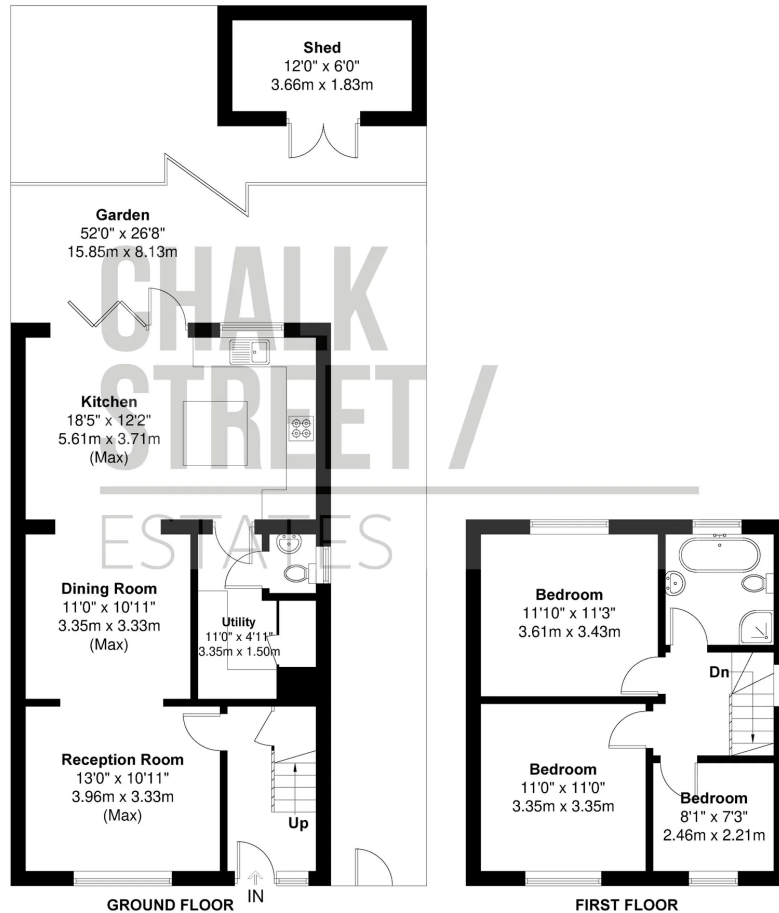 Shed
12'0" x 6'0"
3.66m x 1.83m
Garden
52'0" x 26'8"
15.85m x 8.13m
CHALK
STREET /
ESTATES
Kitchen
18'5" x 12'2"
5.61m x 3.71m
(Max)
Dining Room
11'0" x 10'11"
3.35m x 3.33m
(Max)
Utility
11'0" x 4'11"
3.35m x 1.50m
Reception Room
13'0" x 10'11"
3.96m x 3.33m
(Max)
Up
IN
GROUND FLOOR
Bedroom
11'10" x 11'3"
3.61m x 3.43m
Dn
Bedroom
11'0" x 11'0"
3.35m x 3.35m
Bedroom
8'1" x 7'3"
2.46m x 2.21m
FIRST FLOOR